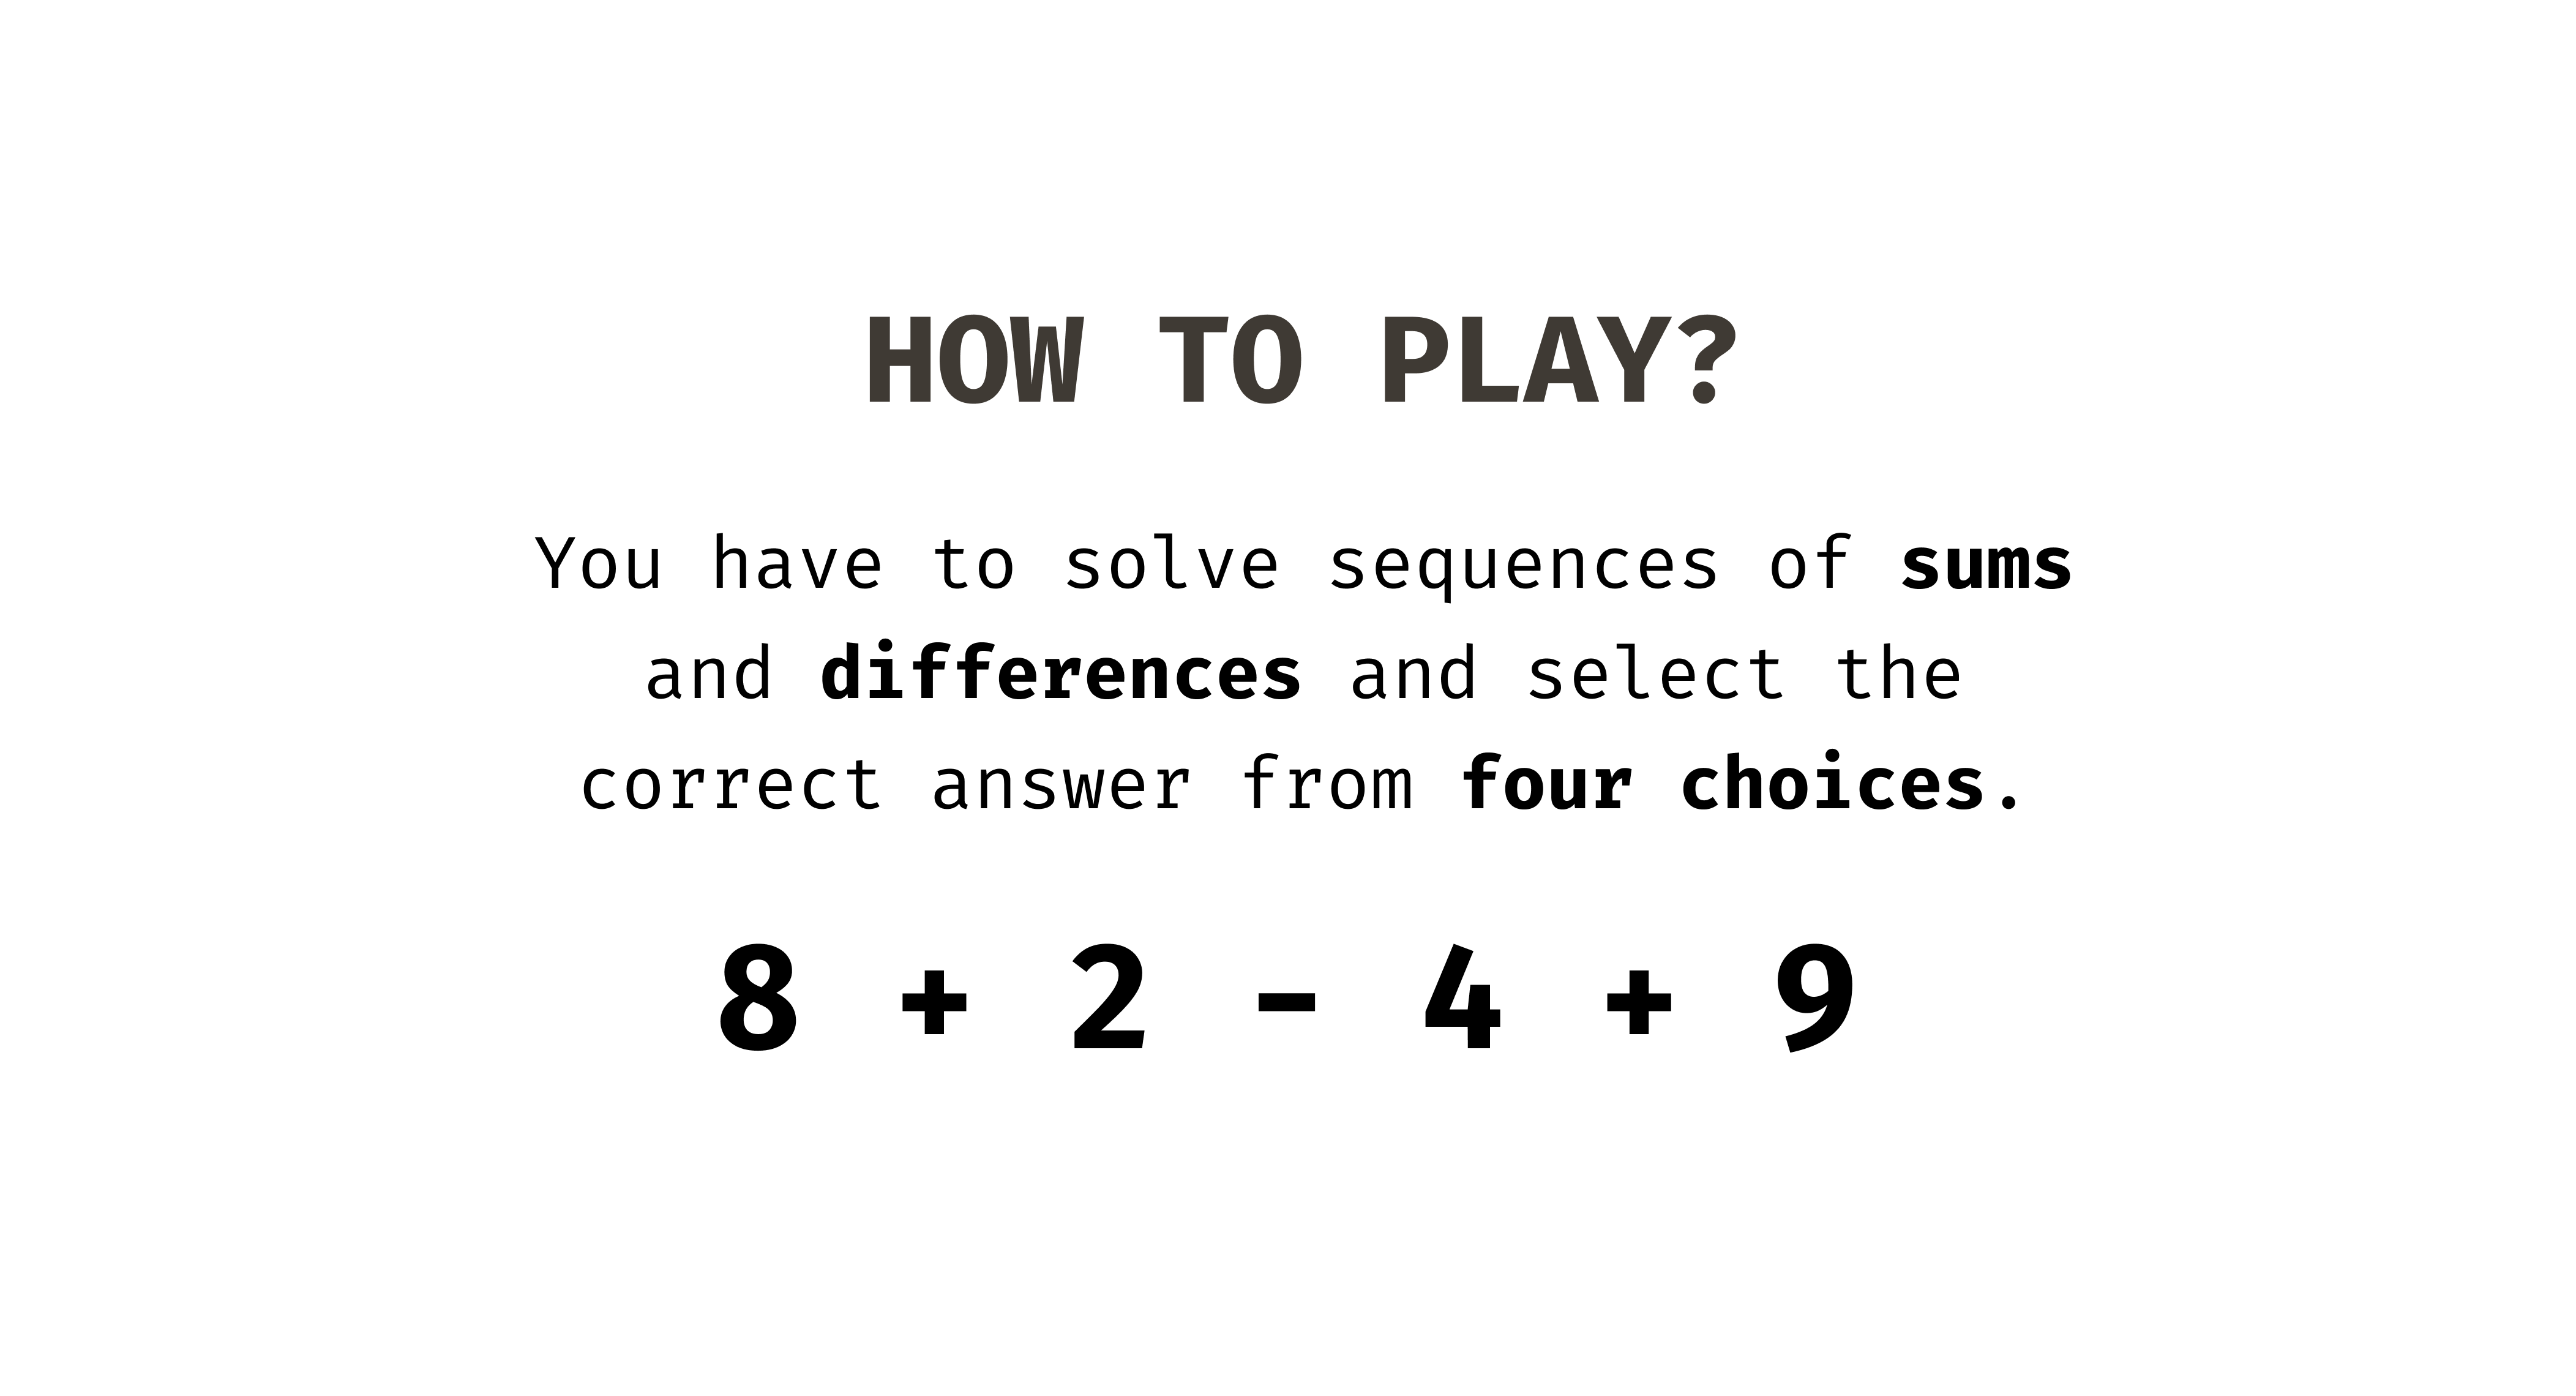 HOW TO PLAY?
You have to solve sequences of sums
and differences and select the
correct answer from four choices.
8 + 2 - 4 + 9